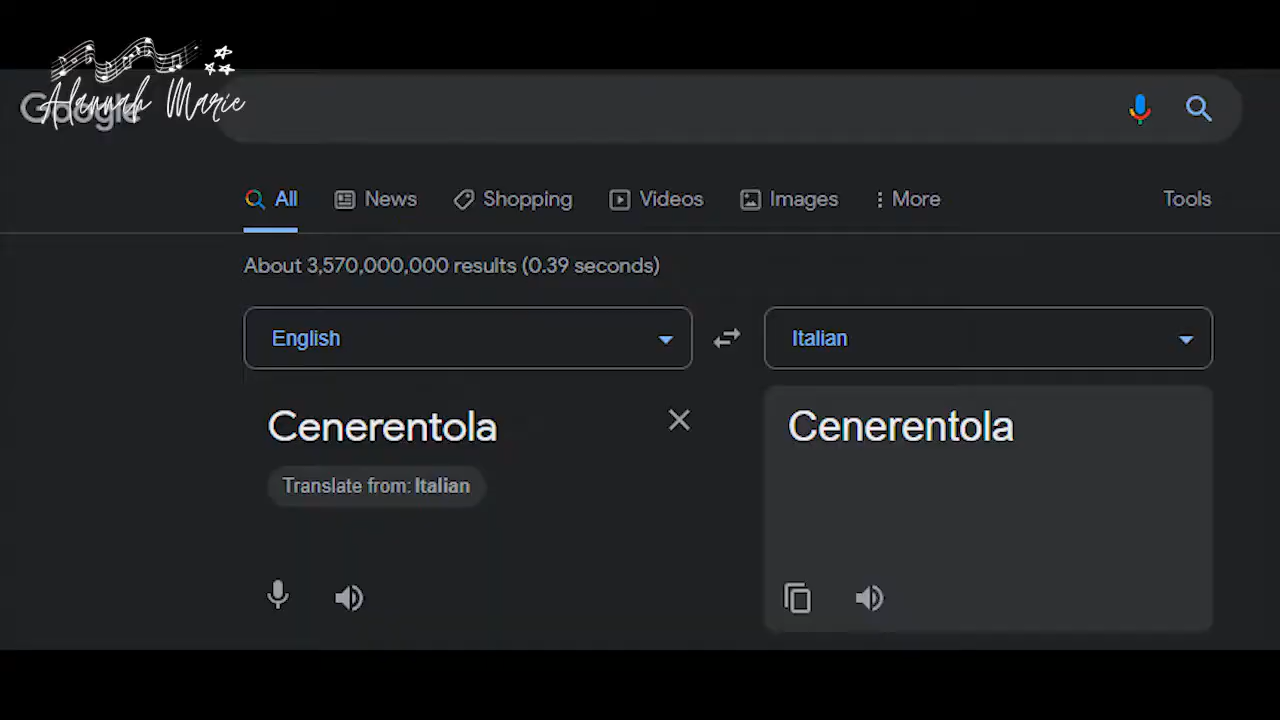 Alannah Marie
Google
All News Shopping Videos Images More Tools
About 3,570,000,000 results (0.39 seconds)
English Italian
Cenerentola Cenerentola
Translate from: Italian